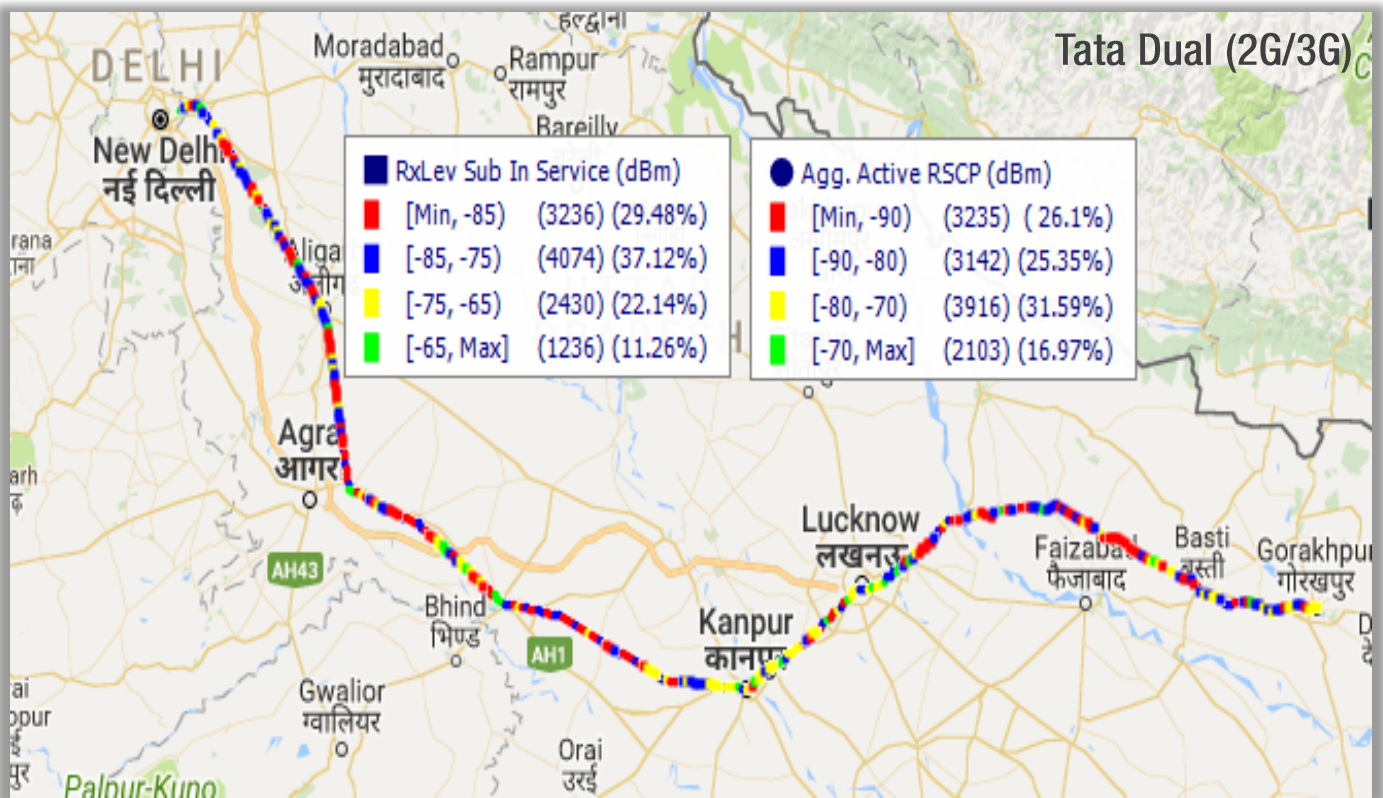 हल्द्वानी
Tata Dual (2G/3G)
DELHI
Moradabad
मुरादाबाद
Rampur
रामपुर
Bareilly
New Delhi
नई दिल्ली
RxLev Sub In Service (dBm)
[Min, -85) (3236) (29.48%)
[-85, -75) (4074) (37.12%)
[-75, -65) (2430) (22.14%)
[-65, Max] (1236) (11.26%)
Agg. Active RSCP (dBm)
[Min, -90) (3235) ( 26.1%)
[-90, -80) (3142) (25.35%)
[-80, -70) (3916) (31.59%)
[-70, Max] (2103) (16.97%)
rana
Aligar
Agra
आगर
arh
AH43
Lucknow
लखनऊ
Faizabad
फैजाबाद
Basti
बस्ती
Gorakhpur
गोरखपुर
Bhind
भिण्ड
AH1
Kanpur
कानपुर
Gwalior
ग्वालियर
Orai
उरई
Palpur-Kuno